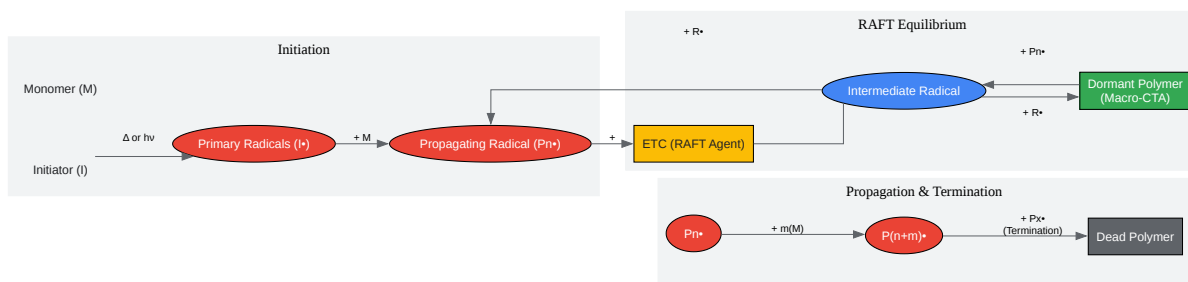 Initiation
Monomer (M)
Δ or hν
Initiator (I)
Primary Radicals (I•)
+ M
Propagating Radical (Pn•)
+
RAFT Equilibrium
+ R•
ETC (RAFT Agent)
Intermediate Radical
+ Pn•
+ R•
Dormant Polymer
(Macro-CTA)
Propagation & Termination
Pn•
+ m(M)
P(n+m)•
+ Px•
(Termination)
Dead Polymer